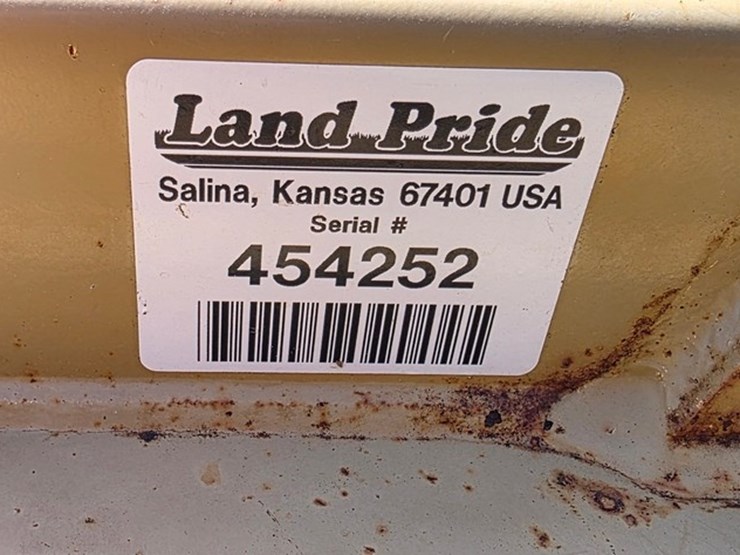 Land Pride
Salina, Kansas 67401 USA
Serial #
454252